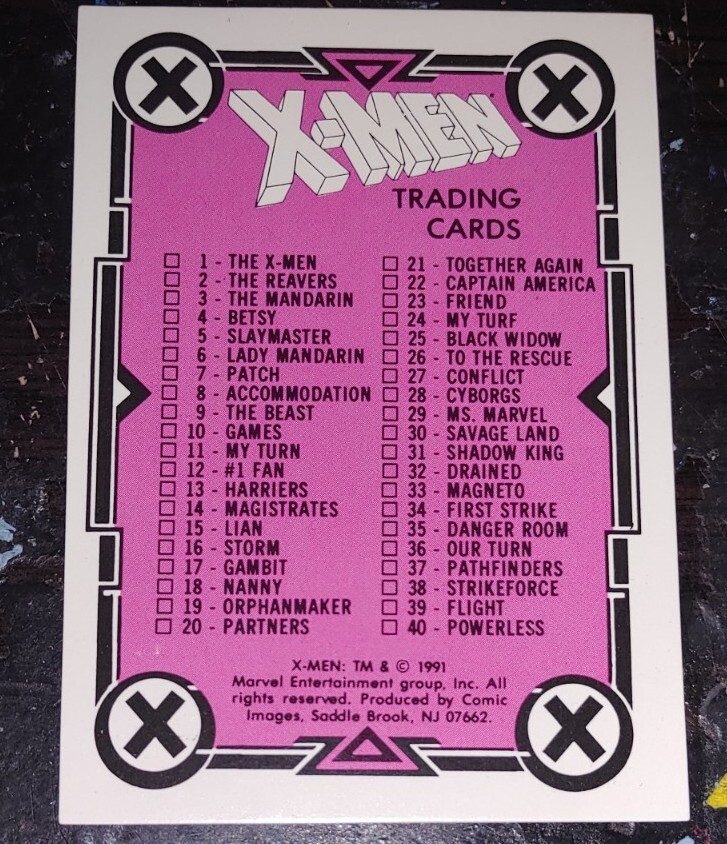 X
X
X-MEN
TRADING
CARDS
1 - THE X-MEN
2 - THE REAVERS
3 - THE MANDARIN
4 - BETSY
5 - SLAYMASTER
6 - LADY MANDARIN
7 - PATCH
8 - ACCOMMODATION
9 - THE BEAST
10 - GAMES
11 - MY TURN
12 - #1 FAN
13 - HARRIERS
14 - MAGISTRATES
15 - LIAN
16 - STORM
17 - GAMBIT
18 - NANNY
19 - ORPHANMAKER
20 - PARTNERS
21 - TOGETHER AGAIN
22 - CAPTAIN AMERICA
23 - FRIEND
24 - MY TURF
25 - BLACK WIDOW
26 - TO THE RESCUE
27 - CONFLICT
28 - CYBORGS
29 - MS. MARVEL
30 - SAVAGE LAND
31 - SHADOW KING
32 - DRAINED
33 - MAGNETO
34 - FIRST STRIKE
35 - DANGER ROOM
36 - OUR TURN
37 - PATHFINDERS
38 - STRIKEFORCE
39 - FLIGHT
40 - POWERLESS
X-MEN: TM & © 1991
Marvel Entertainment group, Inc. All
rights reserved. Produced by Comic
Images, Saddle Brook, NJ 07662.
X
X